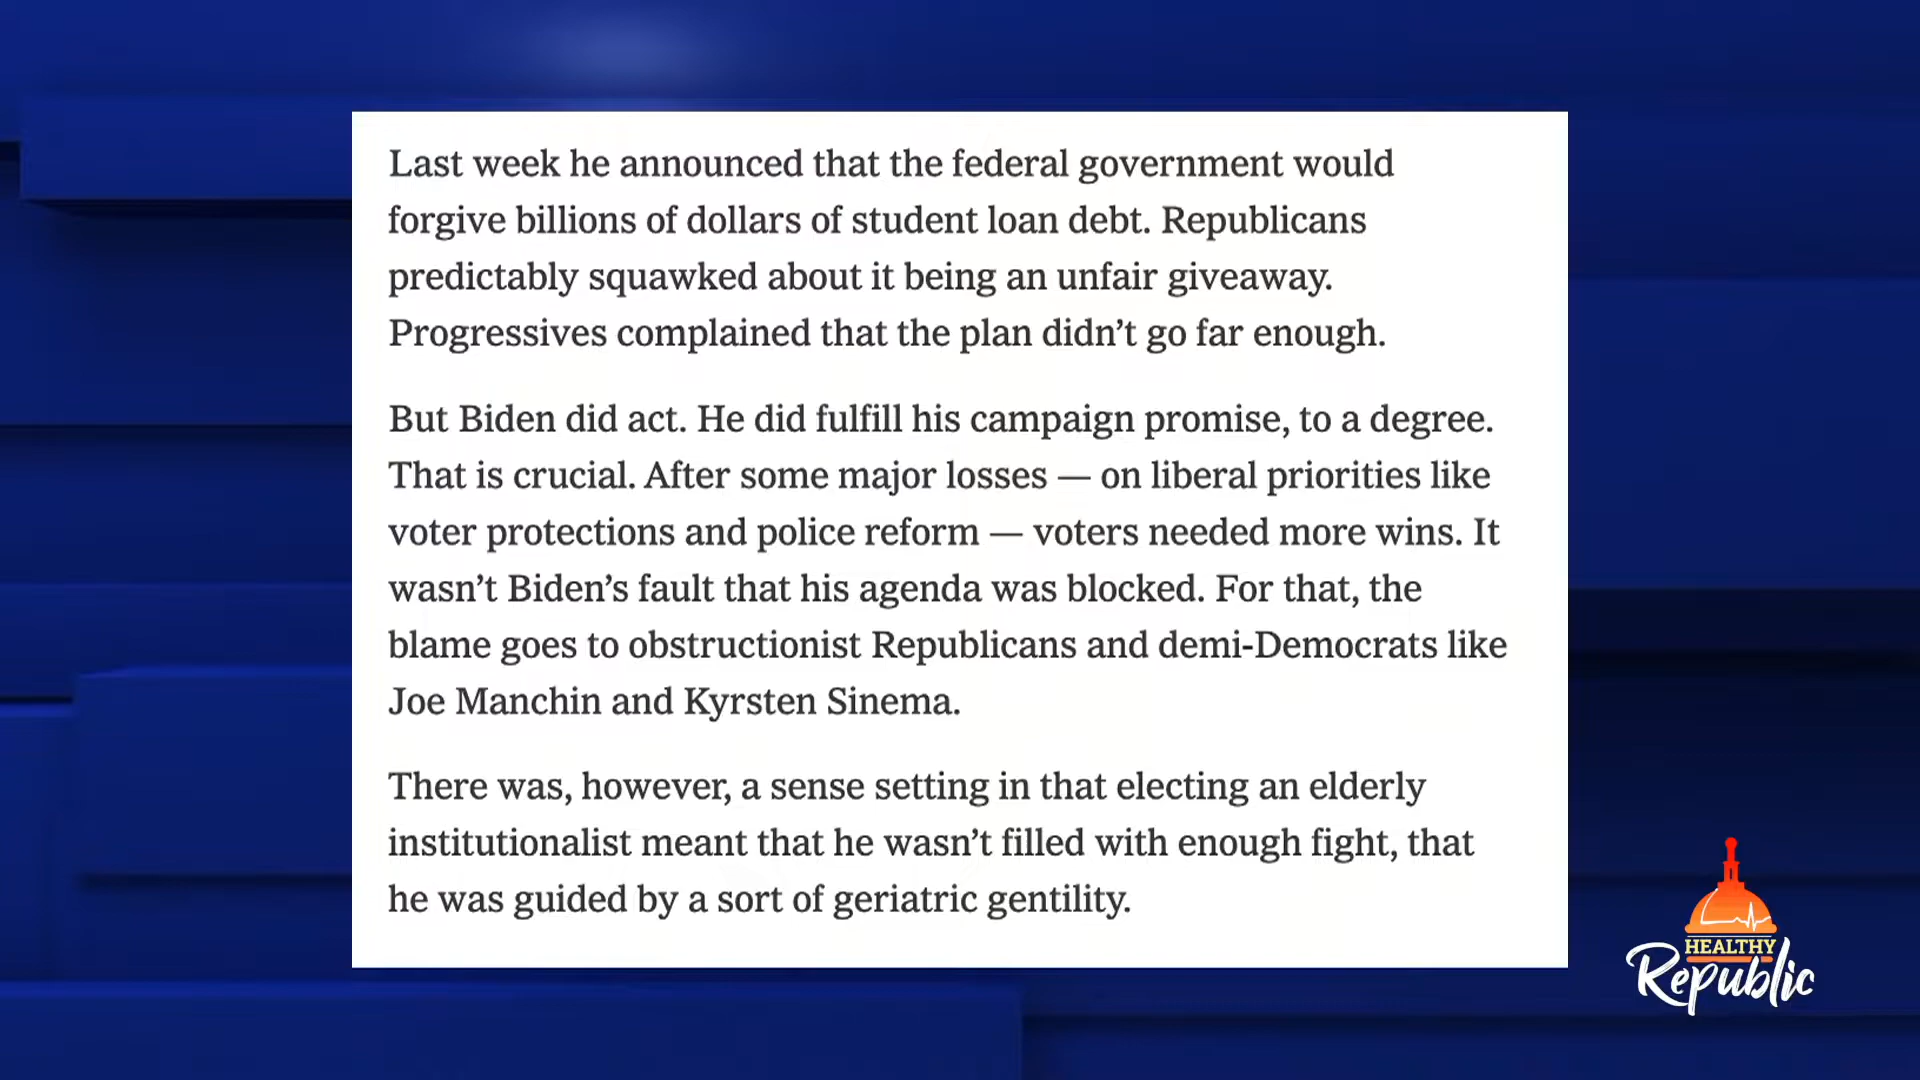 Last week he announced that the federal government would
forgive billions of dollars of student loan debt. Republicans
predictably squawked about it being an unfair giveaway.
Progressives complained that the plan didn’t go far enough.
But Biden did act. He did fulfill his campaign promise, to a degree.
That is crucial. After some major losses — on liberal priorities like
voter protections and police reform — voters needed more wins. It
wasn’t Biden’s fault that his agenda was blocked. For that, the
blame goes to obstructionist Republicans and demi-Democrats like
Joe Manchin and Kyrsten Sinema.
There was, however, a sense setting in that electing an elderly
institutionalist meant that he wasn’t filled with enough fight, that
he was guided by a sort of geriatric gentility.
HEALTHY
Republic